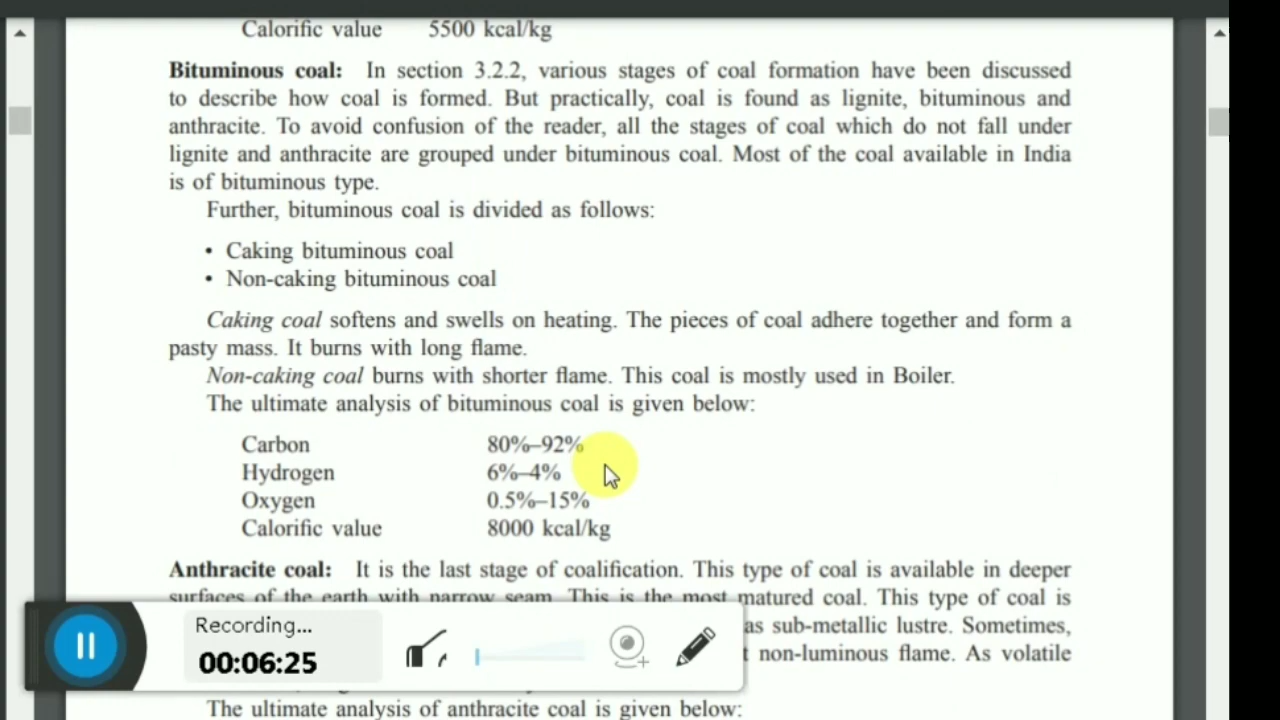 Calorific value 5500 kcal/kg
Bituminous coal: In section 3.2.2, various stages of coal formation have been discussed
to describe how coal is formed. But practically, coal is found as lignite, bituminous and
anthracite. To avoid confusion of the reader, all the stages of coal which do not fall under
lignite and anthracite are grouped under bituminous coal. Most of the coal available in India
is of bituminous type.
Further, bituminous coal is divided as follows:
• Caking bituminous coal
• Non-caking bituminous coal
Caking coal softens and swells on heating. The pieces of coal adhere together and form a
pasty mass. It burns with long flame.
Non-caking coal burns with shorter flame. This coal is mostly used in Boiler.
The ultimate analysis of bituminous coal is given below:
Carbon 80%–92%
Hydrogen 6%–4%
Oxygen 0.5%–15%
Calorific value 8000 kcal/kg
Anthracite coal: It is the last stage of coalification. This type of coal is available in deeper
surfaces of the earth with narrow seam. This is the most matured coal. This type of coal is
as sub-metallic lustre. Sometimes,
non-luminous flame. As volatile
Recording...
00:06:25
The ultimate analysis of anthracite coal is given below: